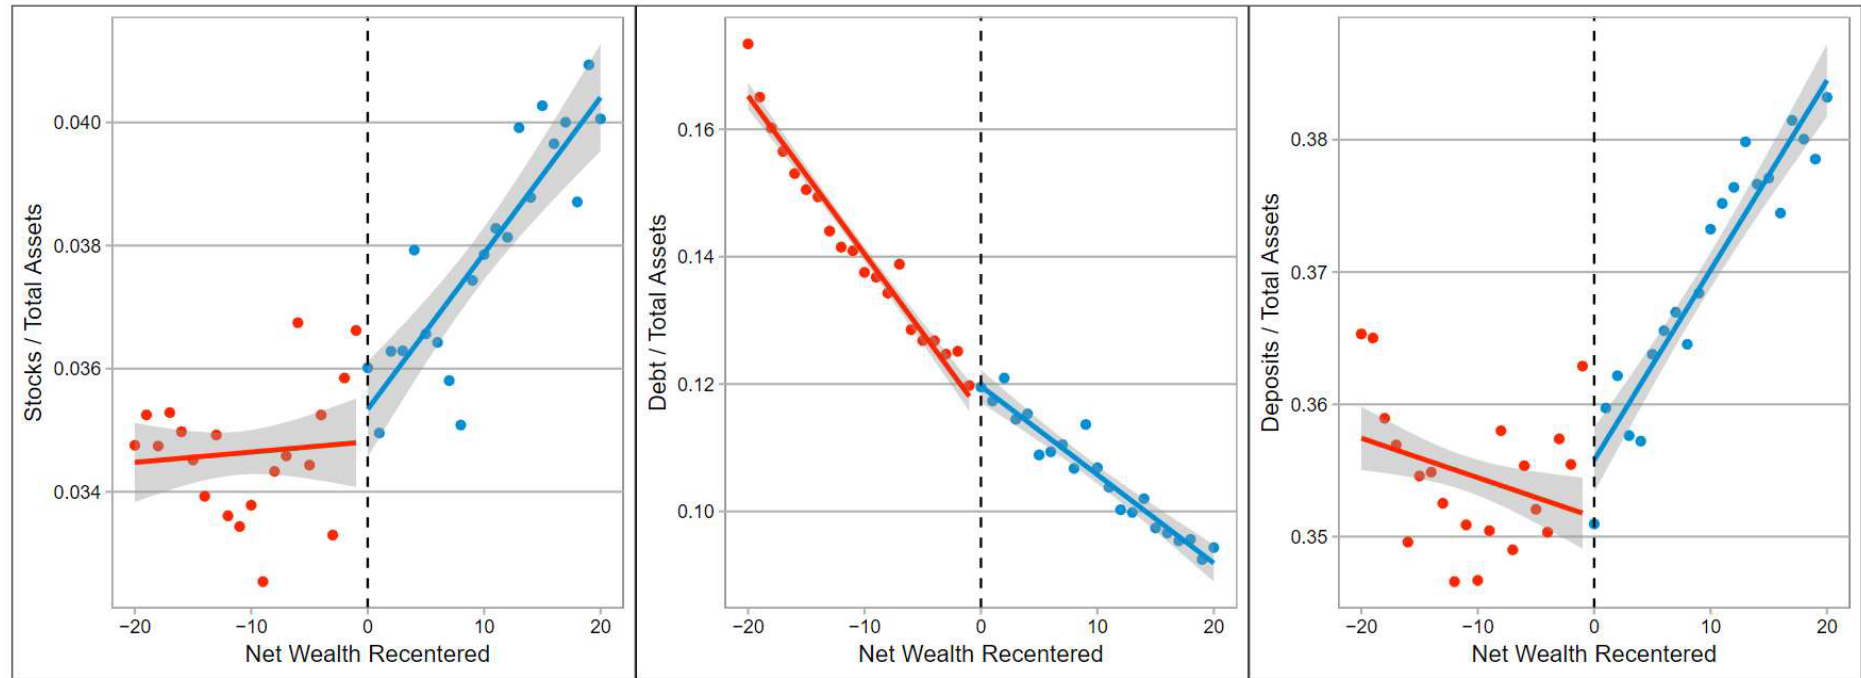 Stocks / Total Assets
0.040
0.038
0.036
0.034
−20 −10 0 10 20
Net Wealth Recentered
Debt / Total Assets
0.16
0.14
0.12
0.10
−20 −10 0 10 20
Net Wealth Recentered
Deposits / Total Assets
0.38
0.37
0.36
0.35
−20 −10 0 10 20
Net Wealth Recentered